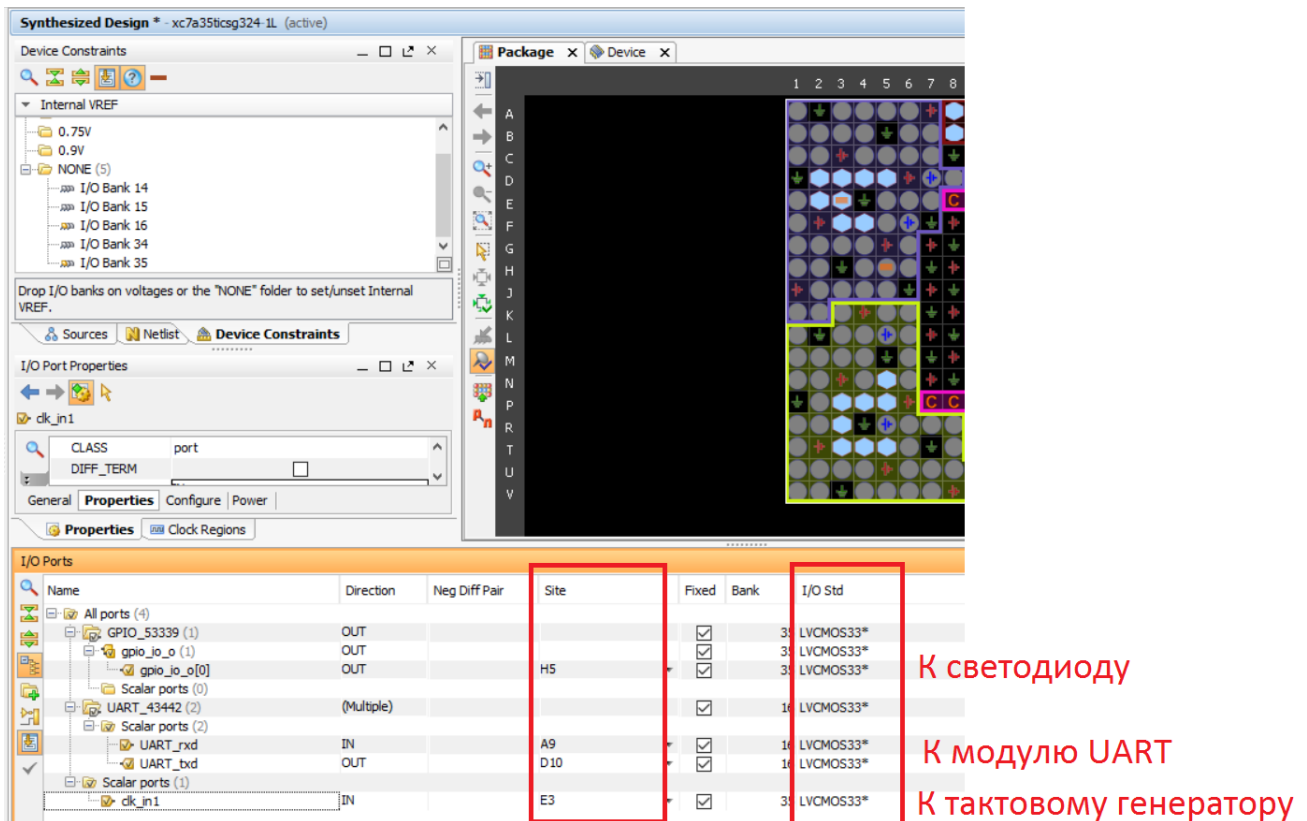 Synthesized Design * - xc7a35ticsg324-1L (active)
Device Constraints
Internal VREF
0.75V
0.9V
NONE (5)
I/O Bank 14
I/O Bank 15
I/O Bank 16
I/O Bank 34
I/O Bank 35
Drop I/O banks on voltages or the "NONE" folder to set/unset Internal
VREF.
Sources Netlist Device Constraints
I/O Port Properties
clk_in1
CLASS port
DIFF_TERM
General Properties Configure Power
Properties Clock Regions
Package Device
1 2 3 4 5 6 7 8
A
B
C
D
E
C
F
G
H
J
K
L
M
N
P
C C
R
T
U
V
I/O Ports
Name Direction Neg Diff Pair Site Fixed Bank I/O Std
All ports (4)
GPIO_53339 (1) OUT 35 LVCMOS33*
gpio_io_o (1) OUT 35 LVCMOS33*
gpio_io_o[0] OUT H5 35 LVCMOS33*
Scalar ports (0)
UART_43442 (2) (Multiple) 16 LVCMOS33*
Scalar ports (2)
UART_rxd IN A9 16 LVCMOS33*
UART_txd OUT D10 16 LVCMOS33*
Scalar ports (1)
clk_in1 IN E3 35 LVCMOS33*
К светодиоду
К модулю UART
К тактовому генератору